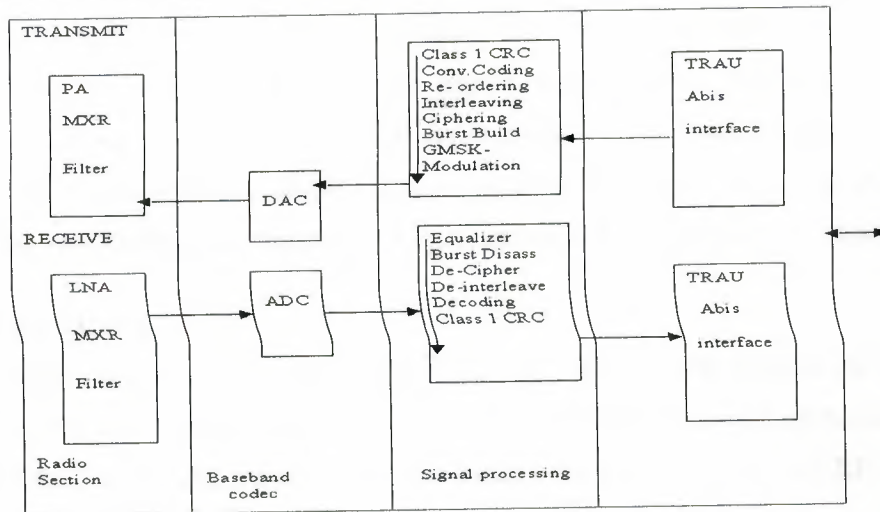 TRANSMIT
PA
MXR
Filter
DAC
Class 1 CRC
Conv.Coding
Re- ordering
Interleaving
Ciphering
Burst Build
GMSK-
Modulation
TRAU
Abis
interface
RECEIVE
LNA
MXR
Filter
ADC
Equalizer
Burst Disass
De-Cipher
De-interleave
Decoding
Class 1 CRC
TRAU
Abis
interface
Radio
Section
Baseband
codec
Signal processing